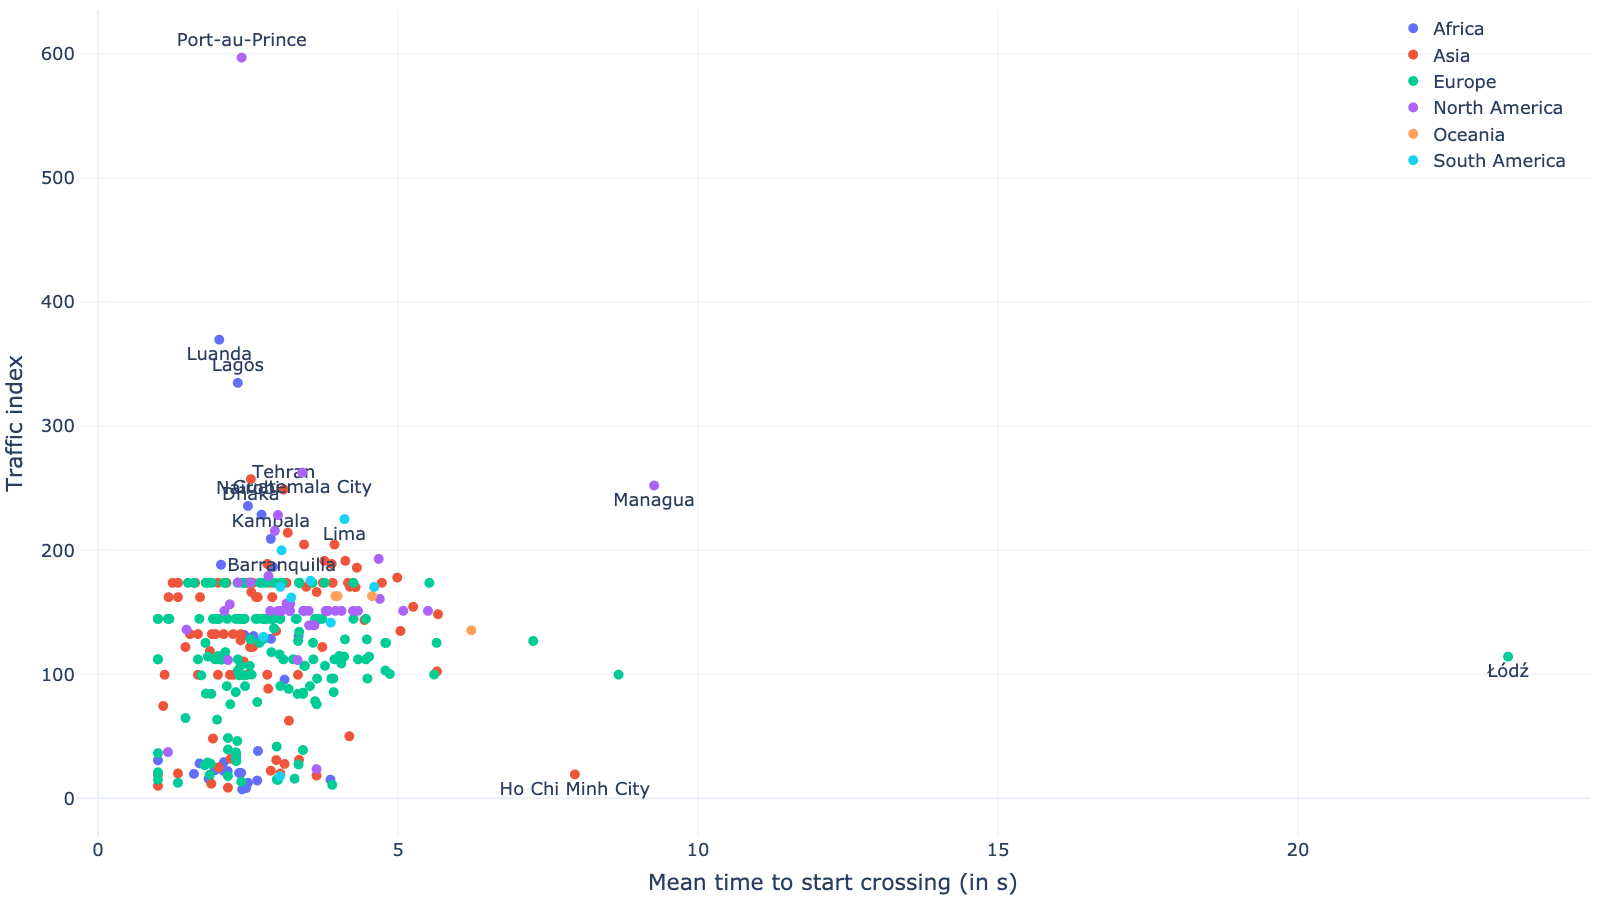 Port-au-Prince
Africa
Asia
Europe
North America
Oceania
South America
600
500
400
300
200
100
0
Traffic index
Luanda
Lagos
Tehran
Guatemala City
Dhaka
Managua
Kampala
Lima
Barranquilla
Łódź
Ho Chi Minh City
0
5
10
15
20
Mean time to start crossing (in s)